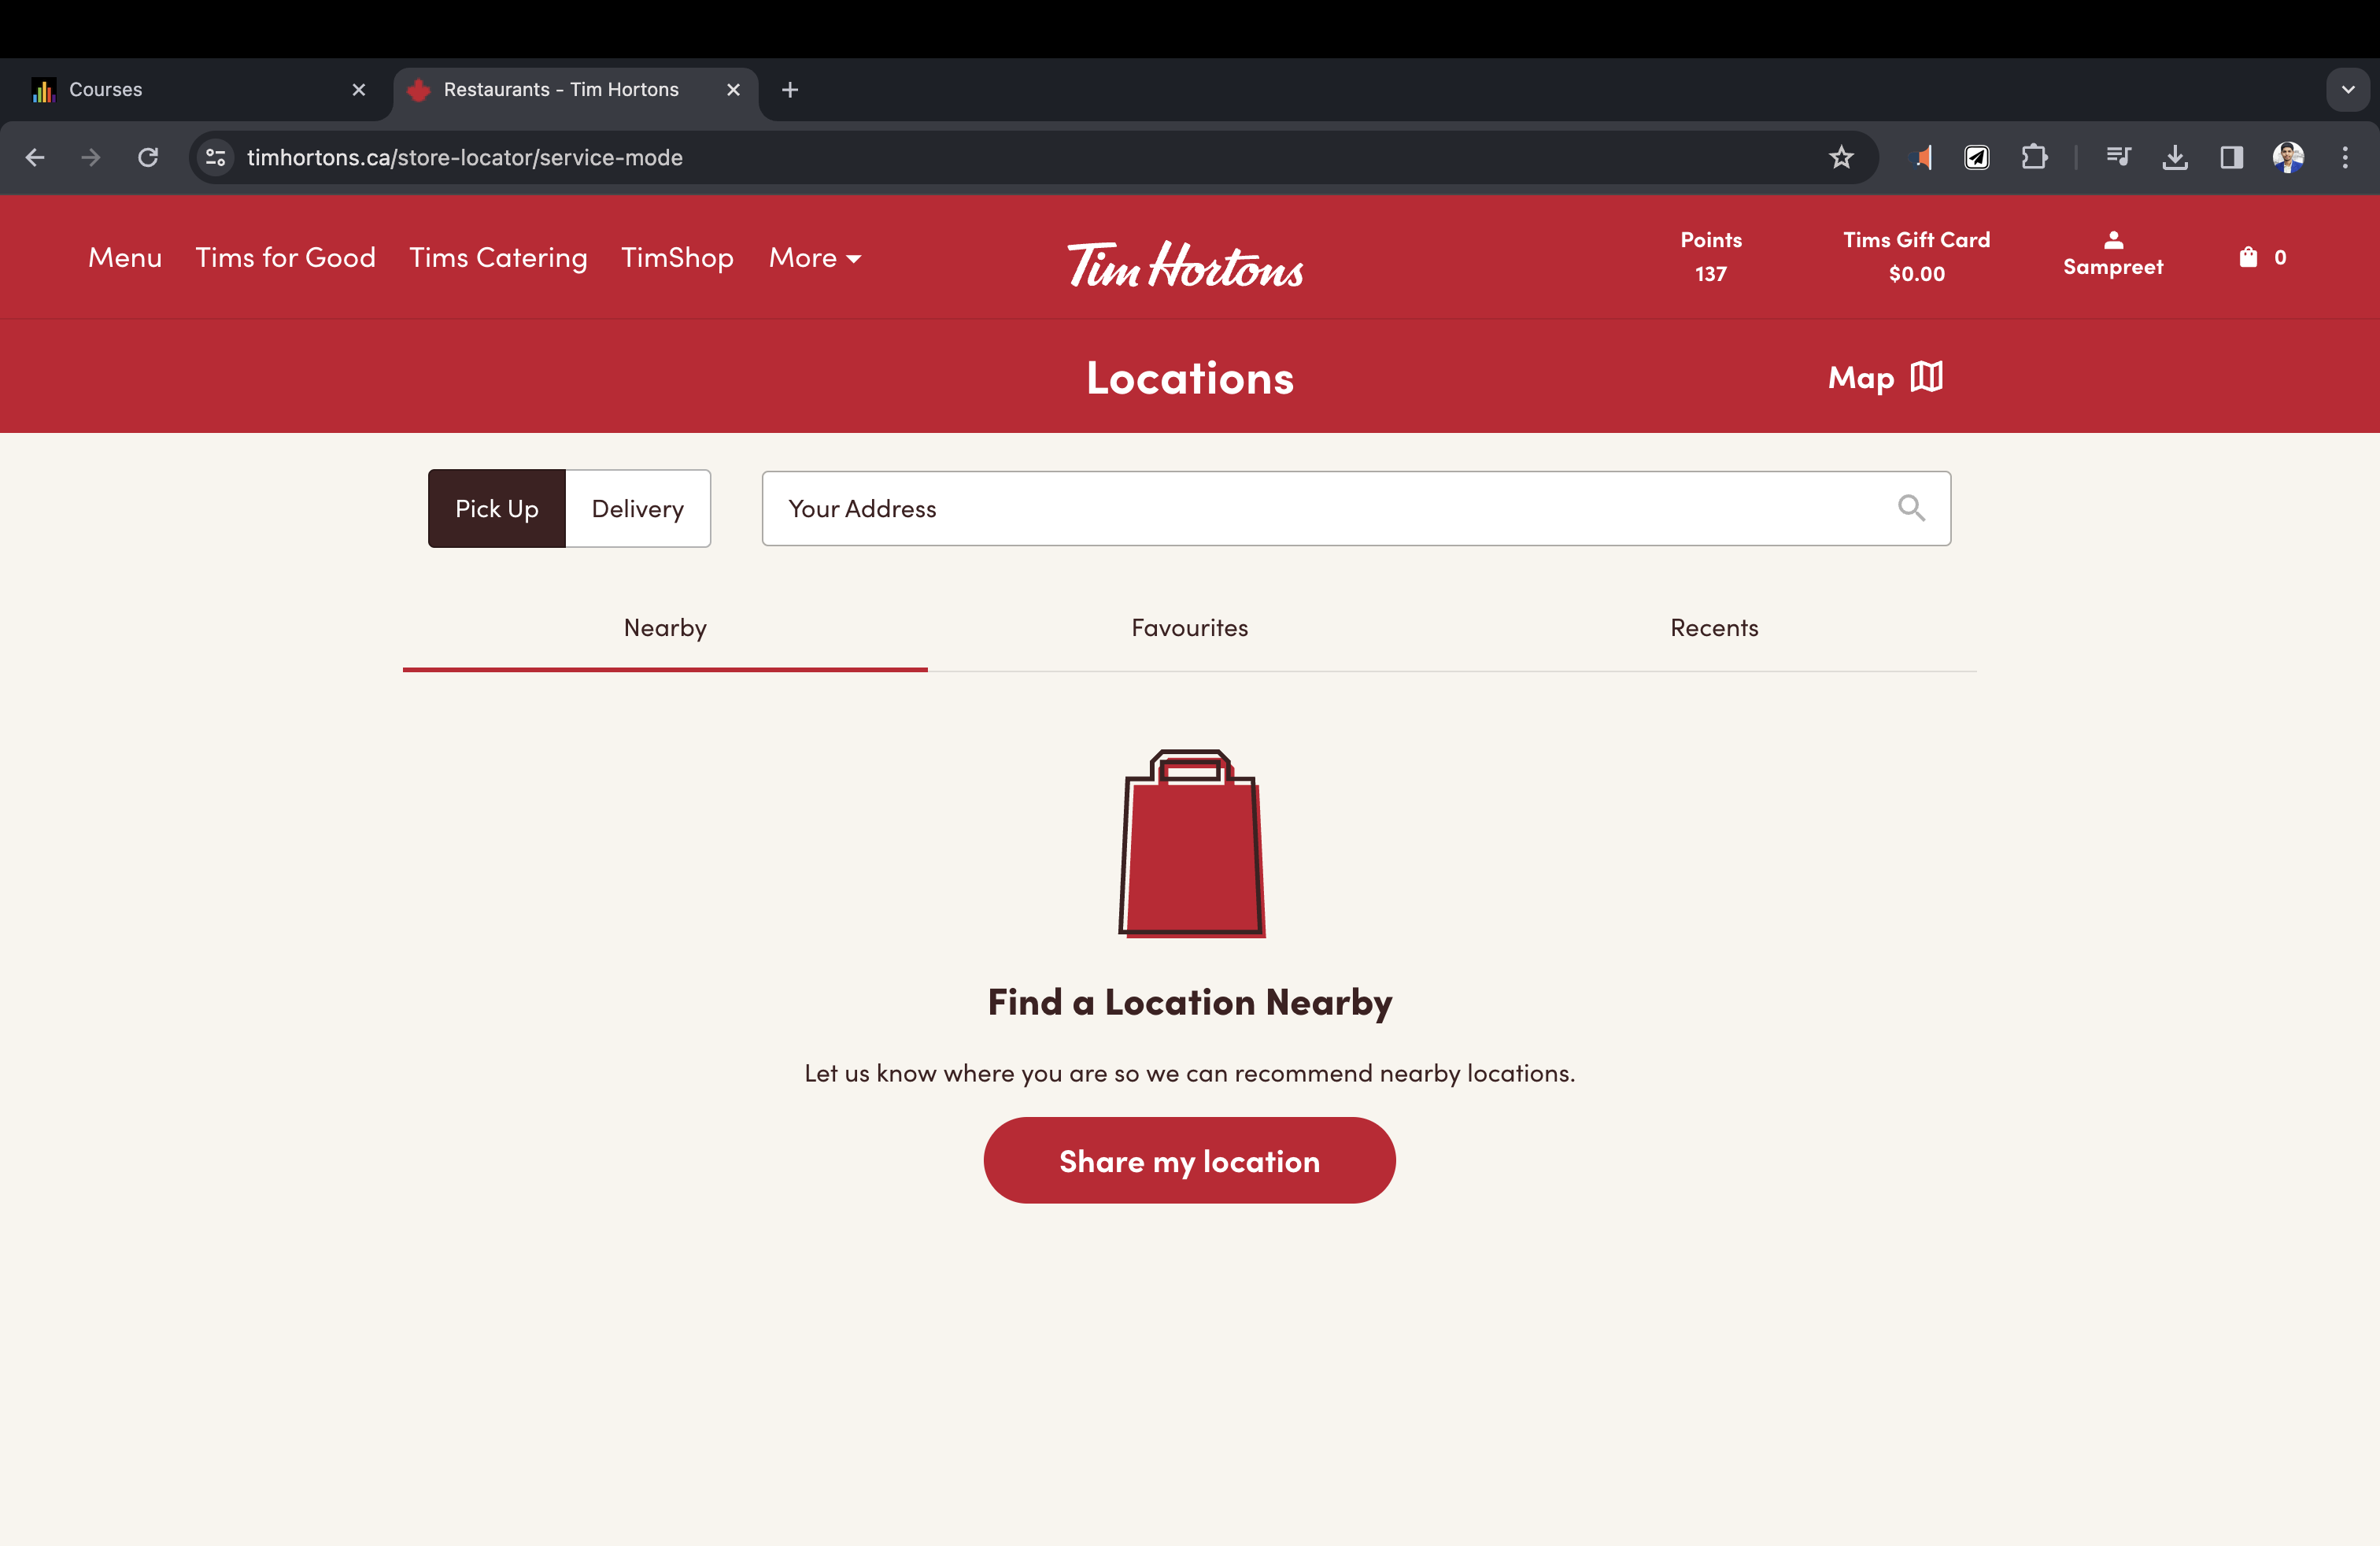 Courses
Restaurants - Tim Hortons
timhortons.ca/store-locator/service-mode
Menu Tims for Good Tims Catering TimShop More
Tim Hortons
Points
137
Tims Gift Card
$0.00
Sampreet
0
Locations
Map
Pick Up Delivery
Your Address
Nearby Favourites Recents
Find a Location Nearby
Let us know where you are so we can recommend nearby locations.
Share my location